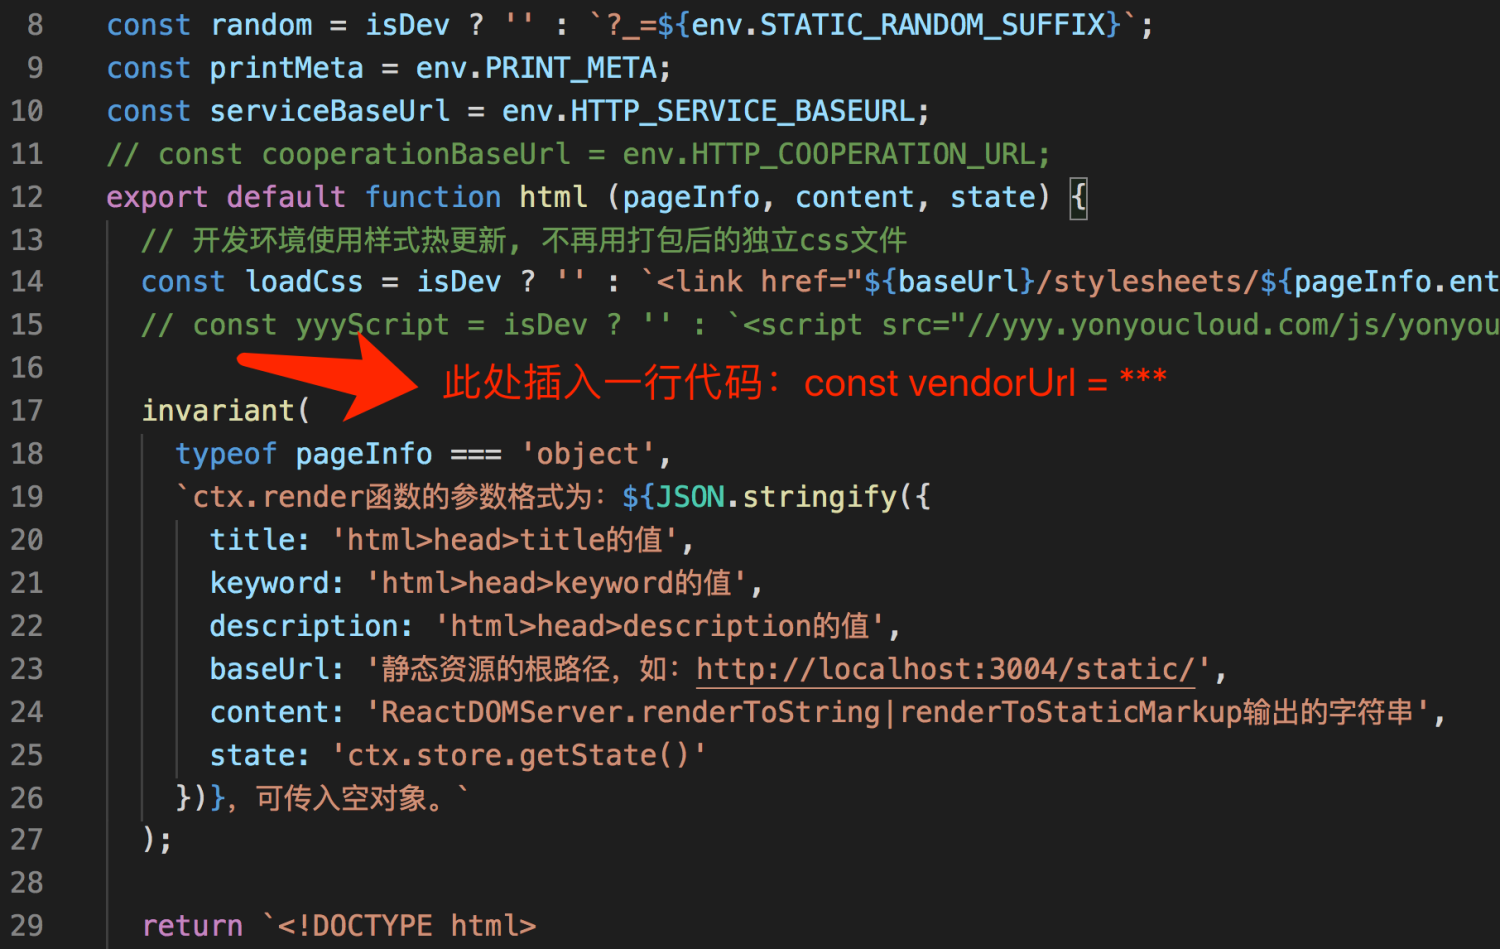 8 const random = isDev ? '' : `?_=${env.STATIC_RANDOM_SUFFIX}`;
9 const printMeta = env.PRINT_META;
10 const serviceBaseUrl = env.HTTP_SERVICE_BASEURL;
11 // const cooperationBaseUrl = env.HTTP_COOPERATION_URL;
12 export default function html (pageInfo, content, state) {
13 // 开发环境使用样式热更新, 不再用打包后的独立css文件
14 const loadCss = isDev ? '' : `<link href="${baseUrl}/stylesheets/${pageInfo.ent
15 // const yyyScript = isDev ? '' : `<script src="//yyy.yonyoucloud.com/js/yonyou
16 此处插入一行代码：const vendorUrl = ***
17 invariant(
18 typeof pageInfo === 'object',
19 `ctx.render函数的参数格式为：${JSON.stringify({
20 title: 'html>head>title的值',
21 keyword: 'html>head>keyword的值',
22 description: 'html>head>description的值',
23 baseUrl: '静态资源的根路径，如：http://localhost:3004/static/',
24 content: 'ReactDOMServer.renderToString|renderToStaticMarkup输出的字符串',
25 state: 'ctx.store.getState()'
26 })}，可传入空对象。`
27 );
28
29 return `<!DOCTYPE html>